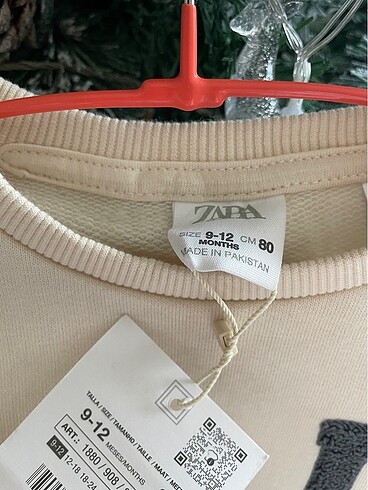 ZARA
SIZE 9-12 MONTHS CM 80
MADE IN PAKISTAN
TALLA / SIZE / TAMANHO / TAILLE / MAAT /
9-12
MESES/MONTHS
ART.: 1880 / 908 /
9-12 12-18 18-24